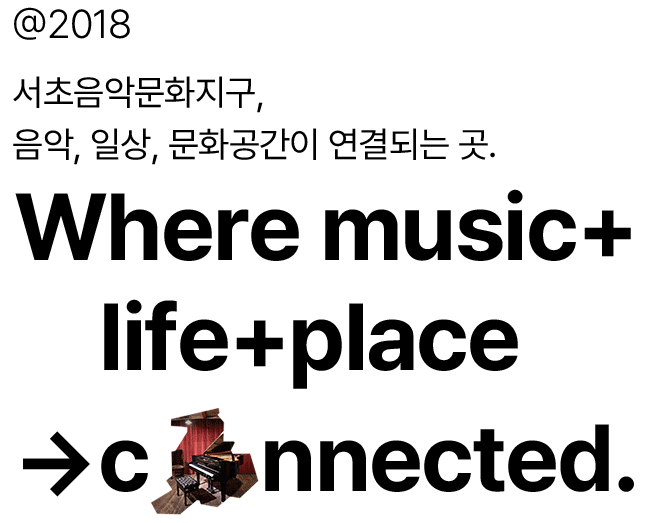 @2018
서초음악문화지구,
음악, 일상, 문화공간이 연결되는 곳.
Where music+
life+place
→c nnected.